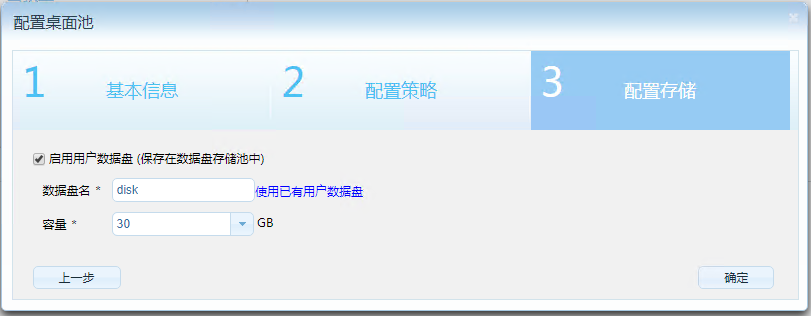 配置桌面池
1 基本信息 2 配置策略 3 配置存储
启用用户数据盘 (保存在数据盘存储池中)
数据盘名 * disk 使用已有用户数据盘
容量 * 30 GB
上一步 确定